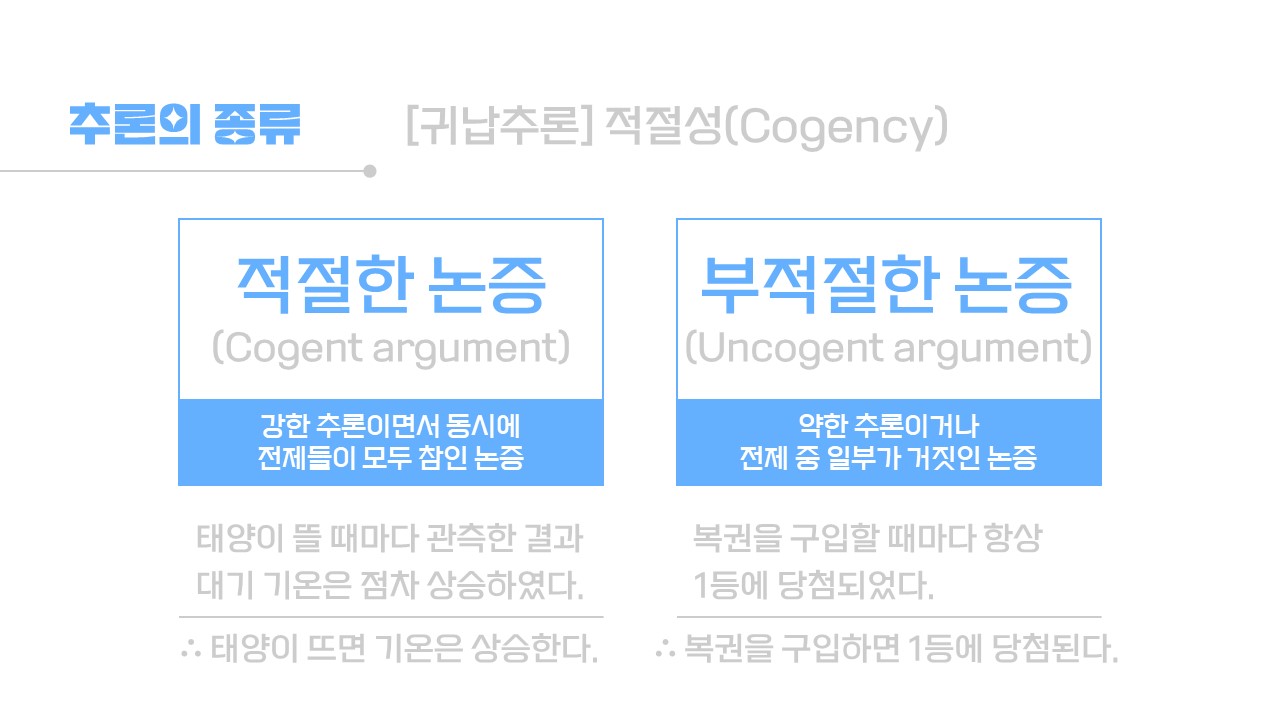 추론의 종류
[귀납추론] 적절성(Cogency)
적절한 논증
(Cogent argument)
강한 추론이면서 동시에
전제들이 모두 참인 논증
태양이 뜰 때마다 관측한 결과
대기 기온은 점차 상승하였다.
∴ 태양이 뜨면 기온은 상승한다.
부적절한 논증
(Uncogent argument)
약한 추론이거나
전제 중 일부가 거짓인 논증
복권을 구입할 때마다 항상
1등에 당첨되었다.
∴ 복권을 구입하면 1등에 당첨된다.